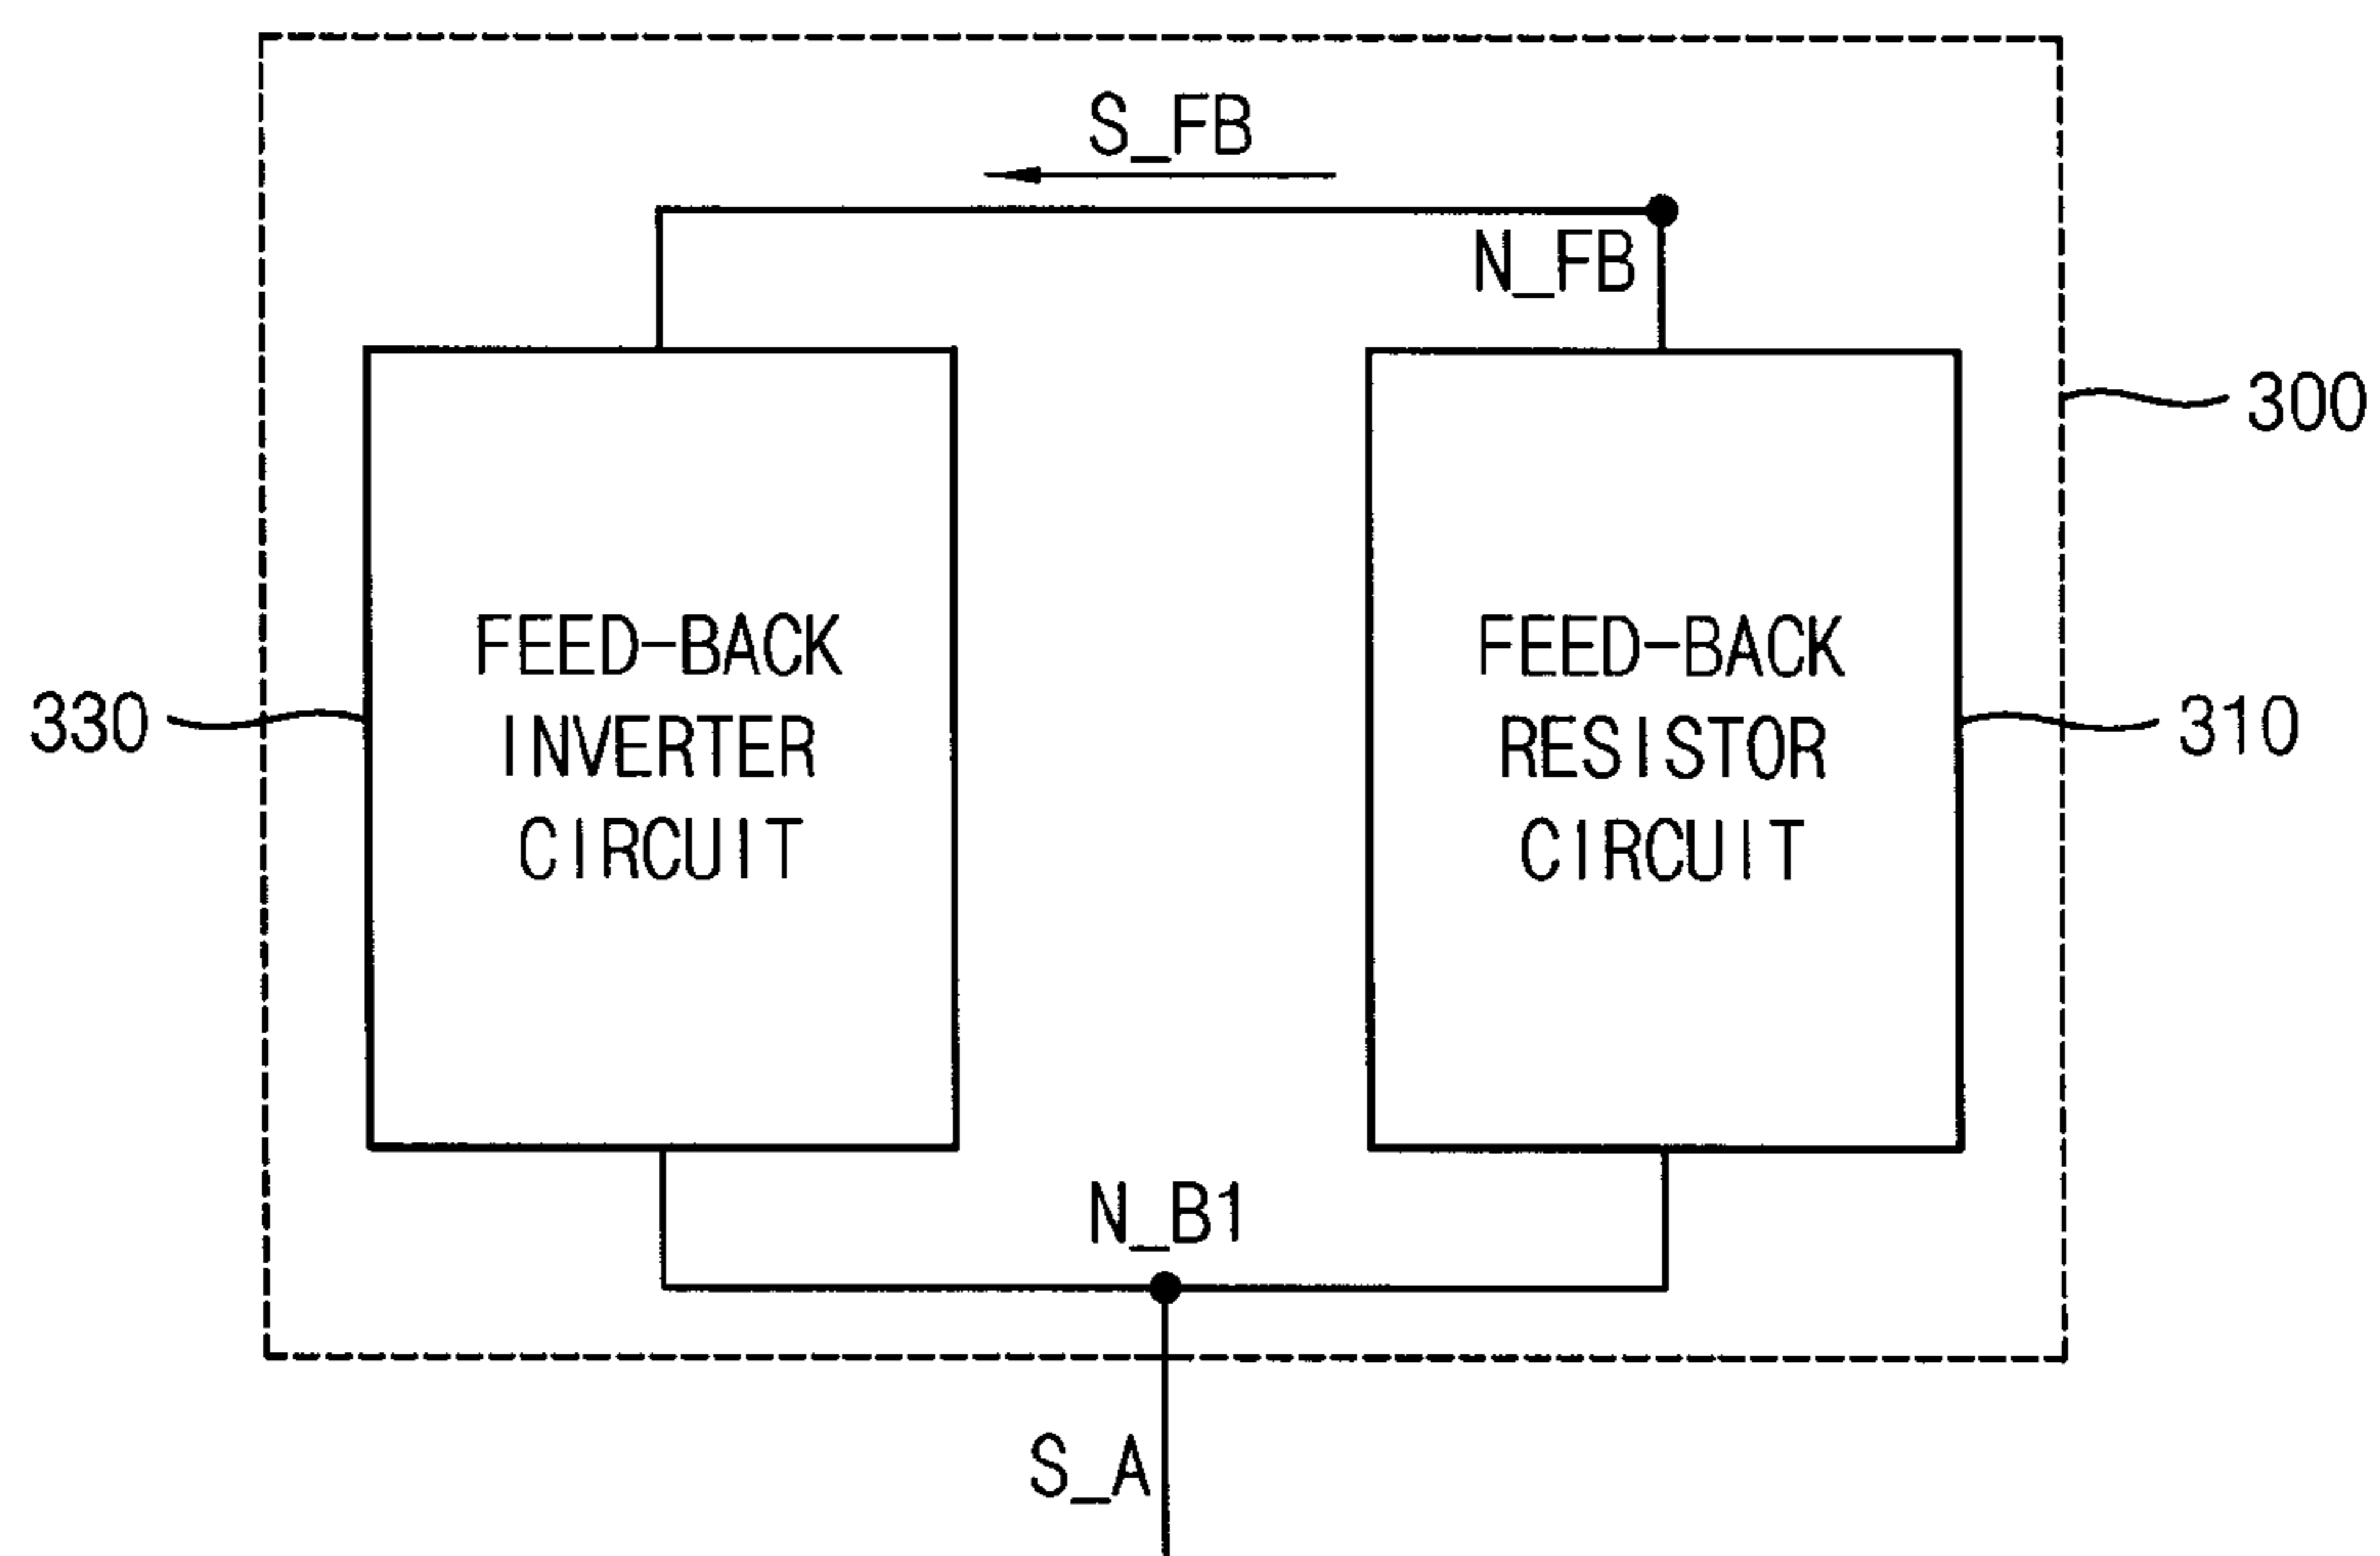 S_FB
N_FB
300
FEED-BACK
INVERTER
CIRCUIT
FEED-BACK
RESISTOR
CIRCUIT
330
310
N_B1
S_A